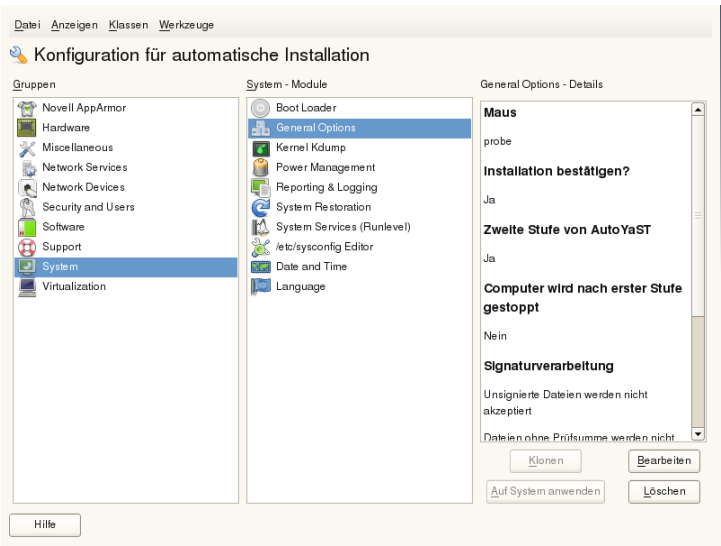 Datei Anzeigen Klassen Werkzeuge
Konfiguration für automatische Installation
Gruppen
Novell AppArmor
Hardware
Miscellaneous
Network Services
Network Devices
Security and Users
Software
Support
System
Virtualization
System - Module
Boot Loader
General Options
Kernel Kdump
Power Management
Reporting & Logging
System Restoration
System Services (Runlevel)
/etc/sysconfig Editor
Date and Time
Language
General Options - Details
Maus
probe
Installation bestätigen?
Ja
Zweite Stufe von AutoYaST
Ja
Computer wird nach erster Stufe
gestoppt
Nein
Signaturverarbeitung
Unsignierte Dateien werden nicht
akzeptiert
Dateien ohne Prüfsumme werden nicht
Klonen Bearbeiten
Auf System anwenden Löschen
Hilfe